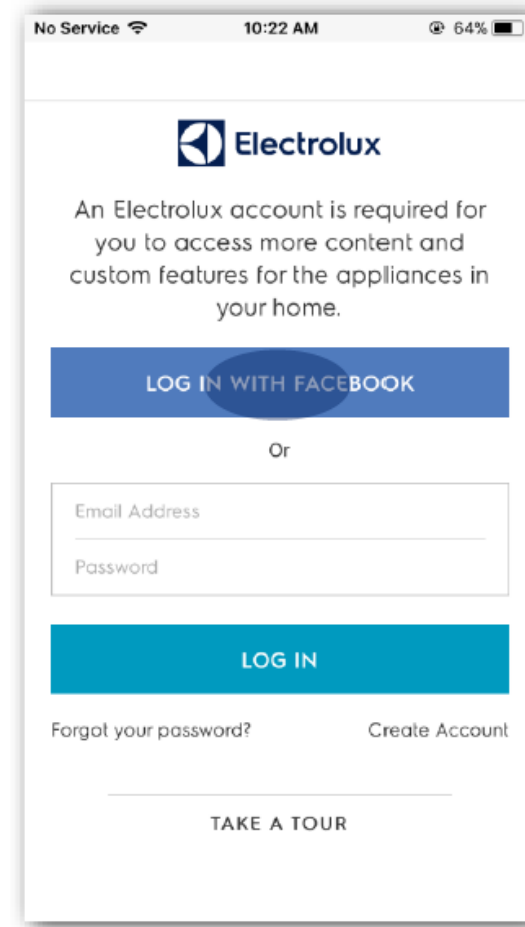 No Service 10:22 AM 64%
Electrolux
An Electrolux account is required for
you to access more content and
custom features for the appliances in
your home.
LOG IN WITH FACEBOOK
Or
Email Address
Password
LOG IN
Forgot your password? Create Account
TAKE A TOUR